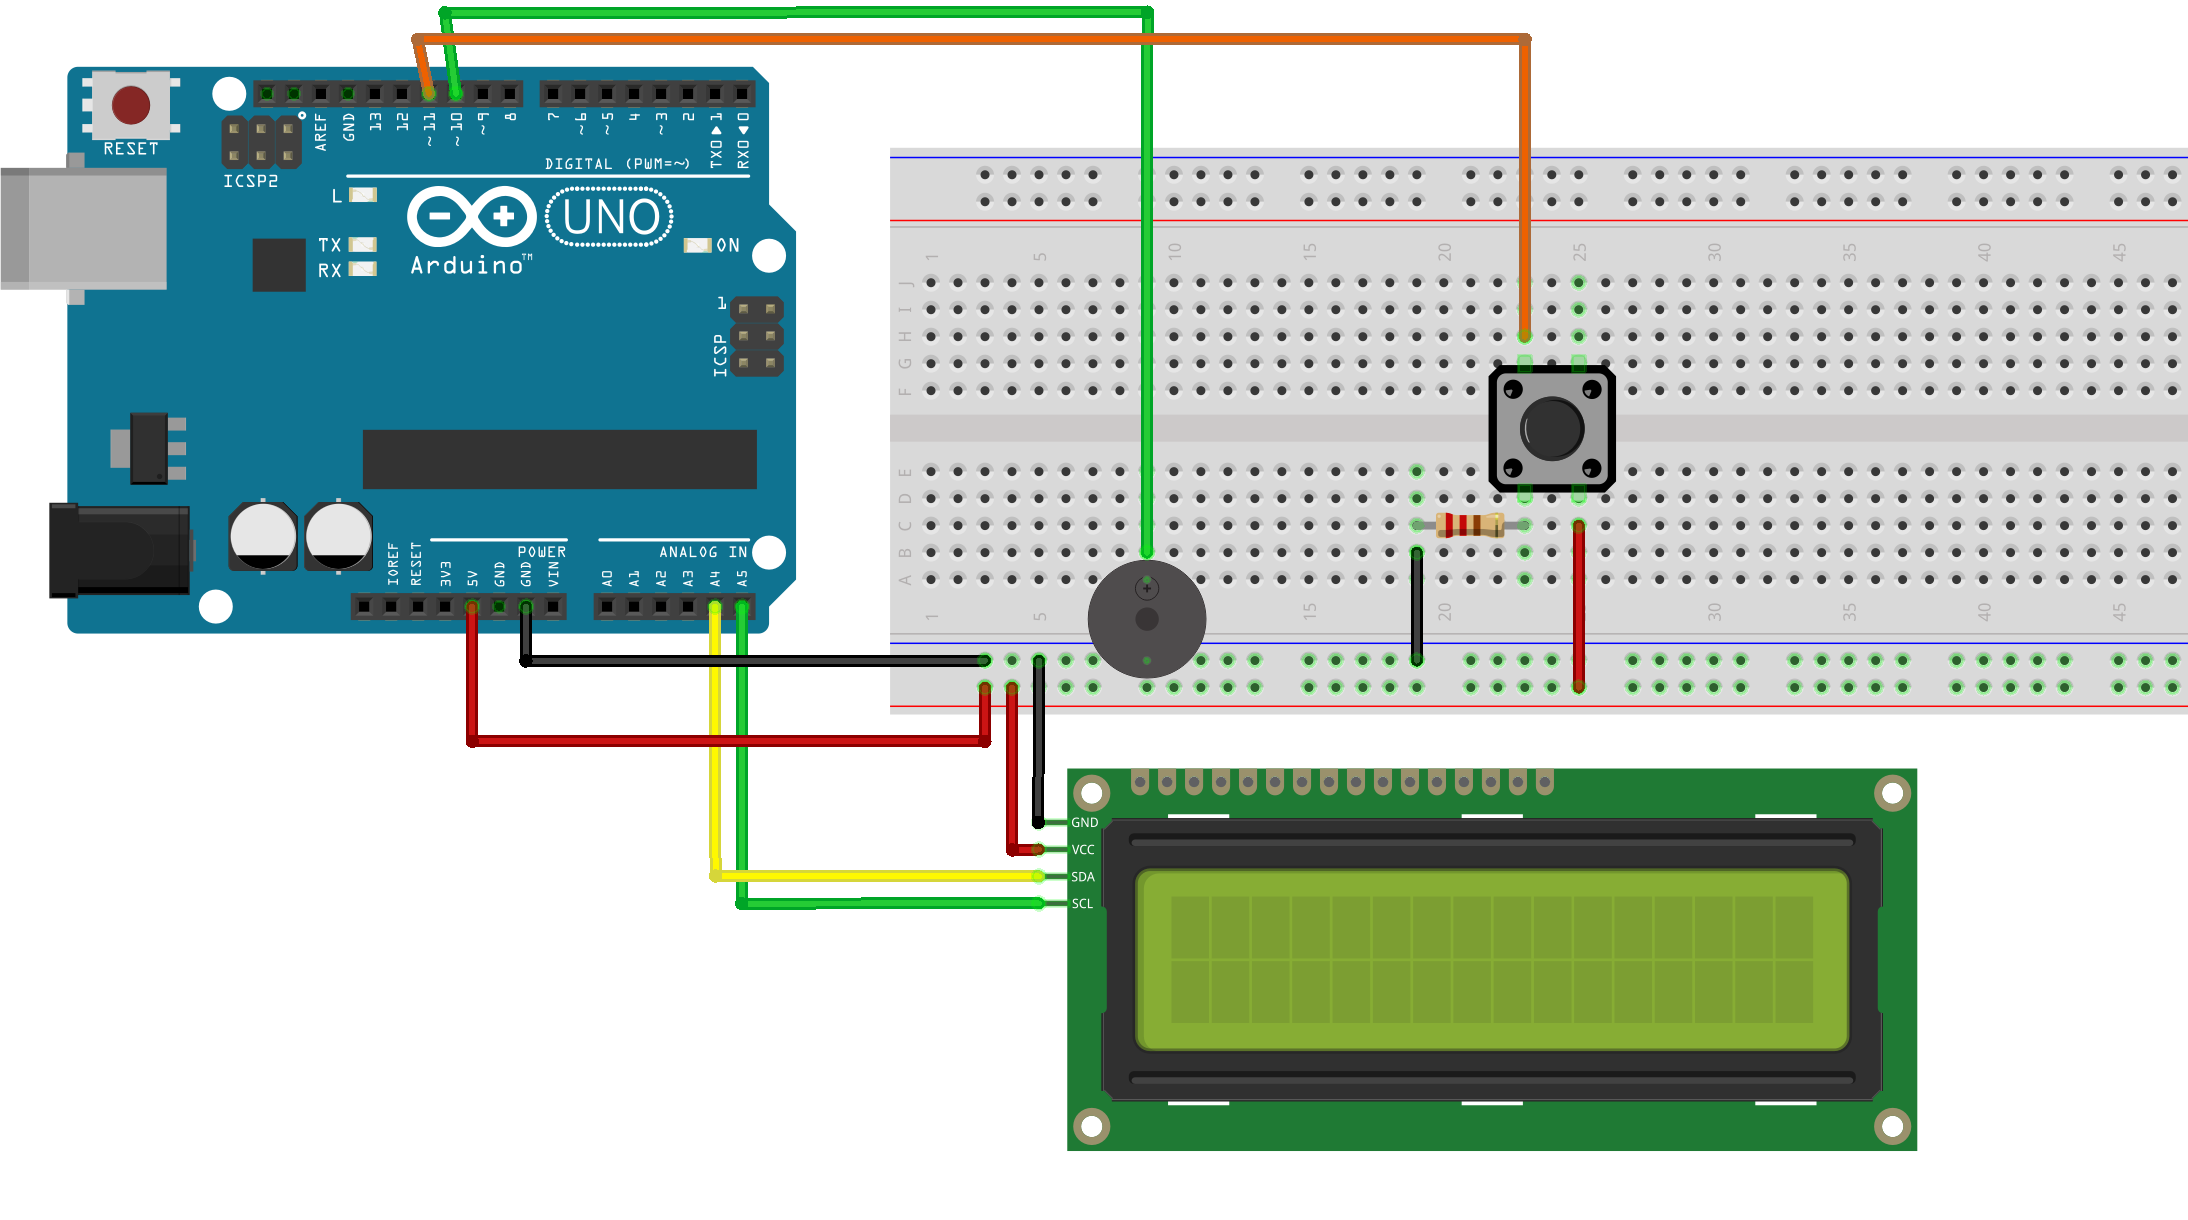 RESET
ICSP2
AREF
GND
13
12
~11
~10
~9
8
7
~6
~5
4
~3
2
TX0▶1
RX0◀0
DIGITAL (PWM=~)
L
TX
RX
UNO
ON
Arduino™
1
ICSP
IOREF
RESET
3V3
5V
GND
GND
VIN
POWER
ANALOG IN
A0
A1
A2
A3
A4
A5
1 5 10 15 20 25 30 35 40 45
J
I
H
G
F
E
D
C
B
A
1 5 15 20 30 35 40 45
+
GND
VCC
SDA
SCL